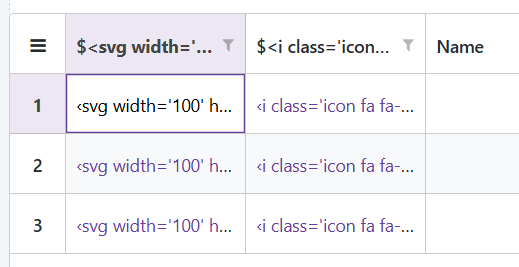 $<svg width='... $<i class='icon... Name
1 ‹svg width='100' h... ‹i class='icon fa fa-...
2 ‹svg width='100' h... ‹i class='icon fa fa-...
3 ‹svg width='100' h... ‹i class='icon fa fa-...